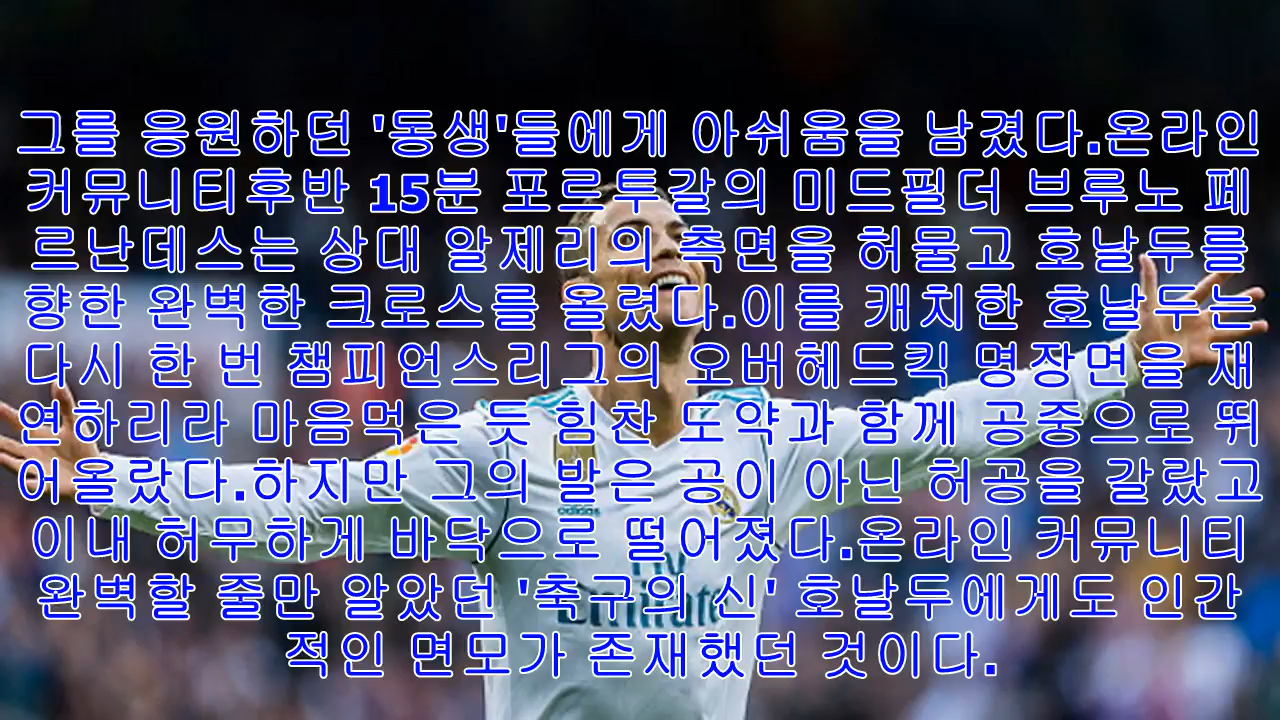 그를 응원하던 '동생'들에게 아쉬움을 남겼다.온라인
커뮤니티후반 15분 포르투갈의 미드필더 브루노 페
르난데스는 상대 알제리의 측면을 허물고 호날두를
향한 완벽한 크로스를 올렸다.이를 캐치한 호날두는
다시 한 번 챔피언스리그의 오버헤드킥 명장면을 재
연하리라 마음먹은 듯 힘찬 도약과 함께 공중으로 뛰
어올랐다.하지만 그의 발은 공이 아닌 허공을 갈랐고
이내 허무하게 바닥으로 떨어졌다.온라인 커뮤니티
완벽할 줄만 알았던 '축구의 신' 호날두에게도 인간
적인 면모가 존재했던 것이다.
adidas
Fly
Emirates